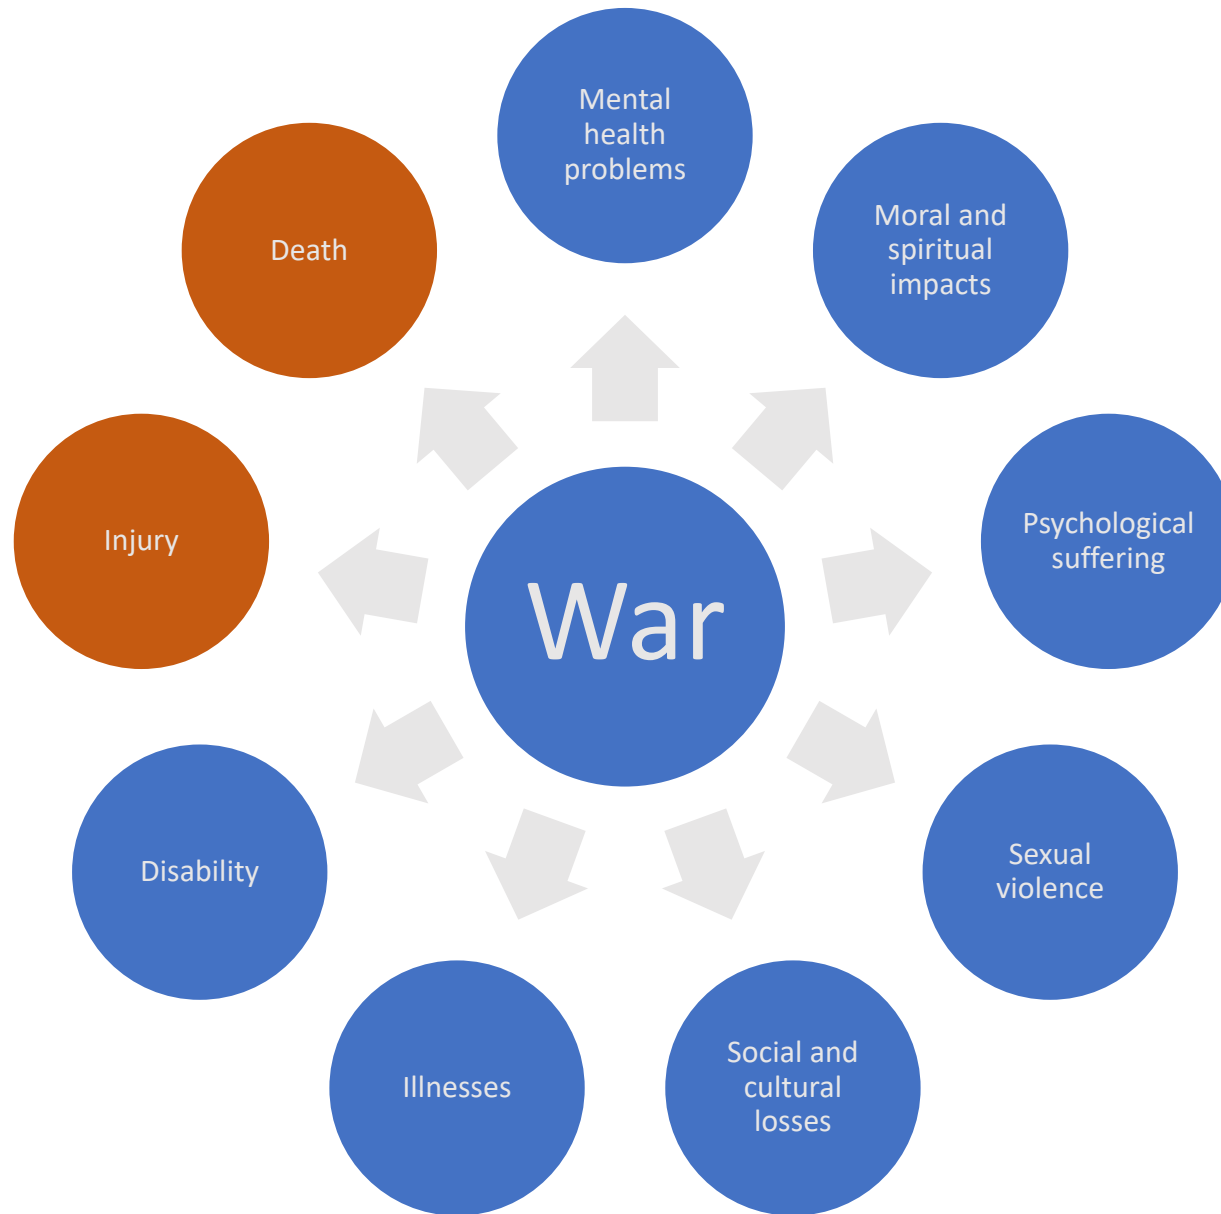 Mental
health
problems
Moral and
spiritual
impacts
Psychological
suffering
Sexual
violence
Social and
cultural
losses
Illnesses
Disability
Injury
Death
War